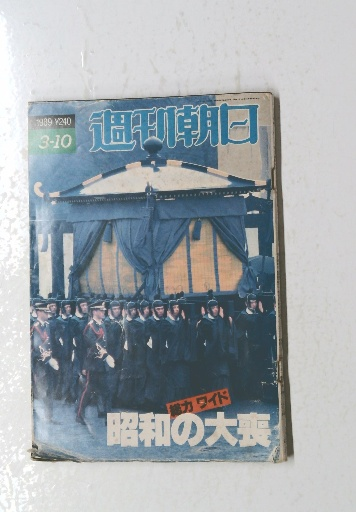 1989 ¥240
3-10
週刊朝日
総力 ワイド
昭和の大喪